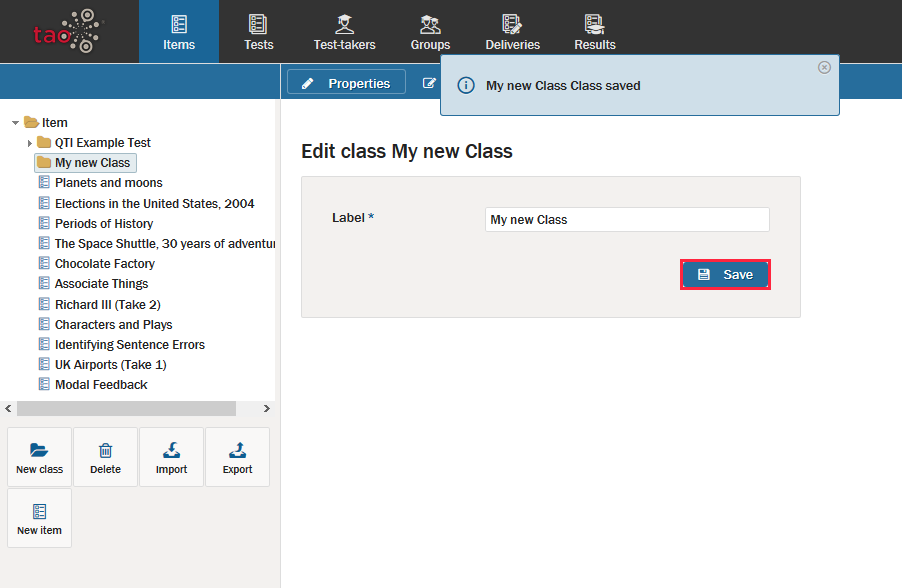 tao
Items
Tests
Test-takers
Groups
Deliveries
Results
Properties
My new Class Class saved
Item
QTI Example Test
My new Class
Planets and moons
Elections in the United States, 2004
Periods of History
The Space Shuttle, 30 years of adventur
Chocolate Factory
Associate Things
Richard III (Take 2)
Characters and Plays
Identifying Sentence Errors
UK Airports (Take 1)
Modal Feedback
New class
Delete
Import
Export
New item
Edit class My new Class
Label *
My new Class
Save